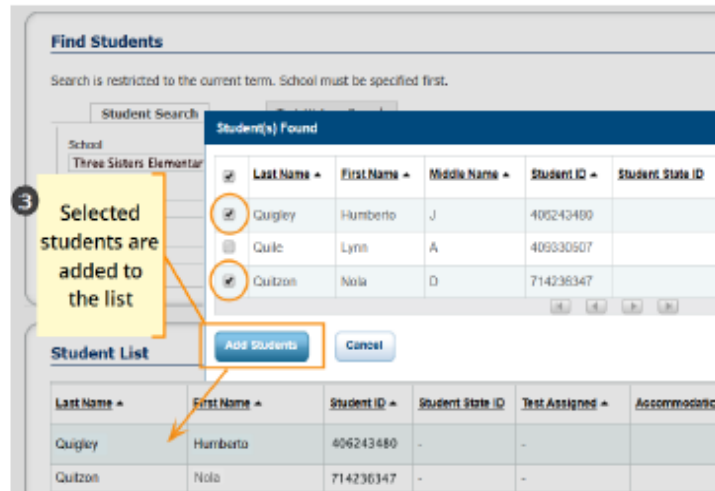 Find Students
Search is restricted to the current term. School must be specified first.
Student Search
Student(s) Found
School
Three Sisters Elementar
Last Name First Name Middle Name Student ID Student State ID
3
Selected
students are
added to
the list
Quigley Humberto J 406243480
Quile Lynn A 409330507
Quitzon Nola D 714236347
Add Students Cancel
Student List
Last Name First Name Student ID Student State ID Test Assigned Accommodatio
Quigley Humberto 406243480 - -
Quitzon Nola 714236347 - -